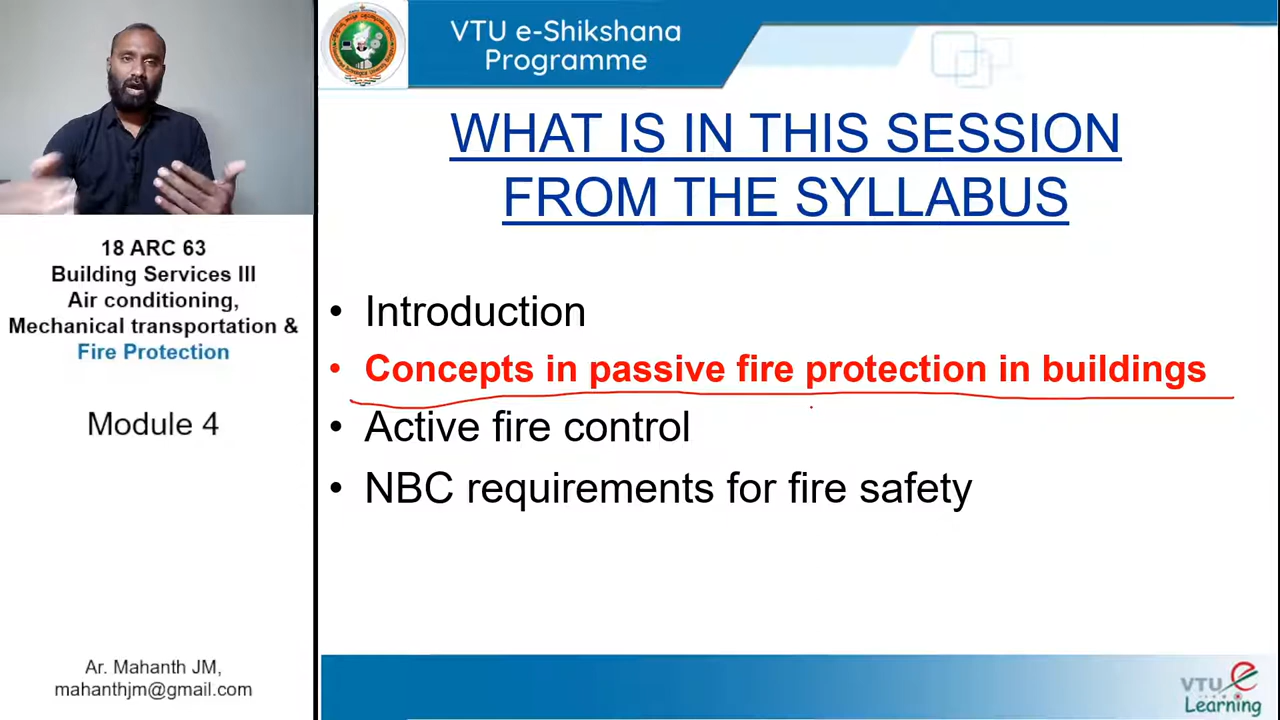 VTU e-Shikshana
Programme
WHAT IS IN THIS SESSION
FROM THE SYLLABUS
18 ARC 63
Building Services III
Air conditioning,
Mechanical transportation &
Fire Protection
Module 4
• Introduction
• Concepts in passive fire protection in buildings
• Active fire control
• NBC requirements for fire safety
Ar. Mahanth JM,
mahanthjm@gmail.com
VTU e
Learning